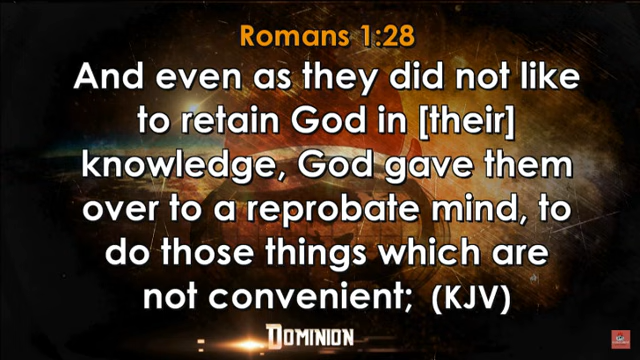 Romans 1:28
And even as they did not like
to retain God in [their]
knowledge, God gave them
over to a reprobate mind, to
do those things which are
not convenient; (KJV)
Dominion